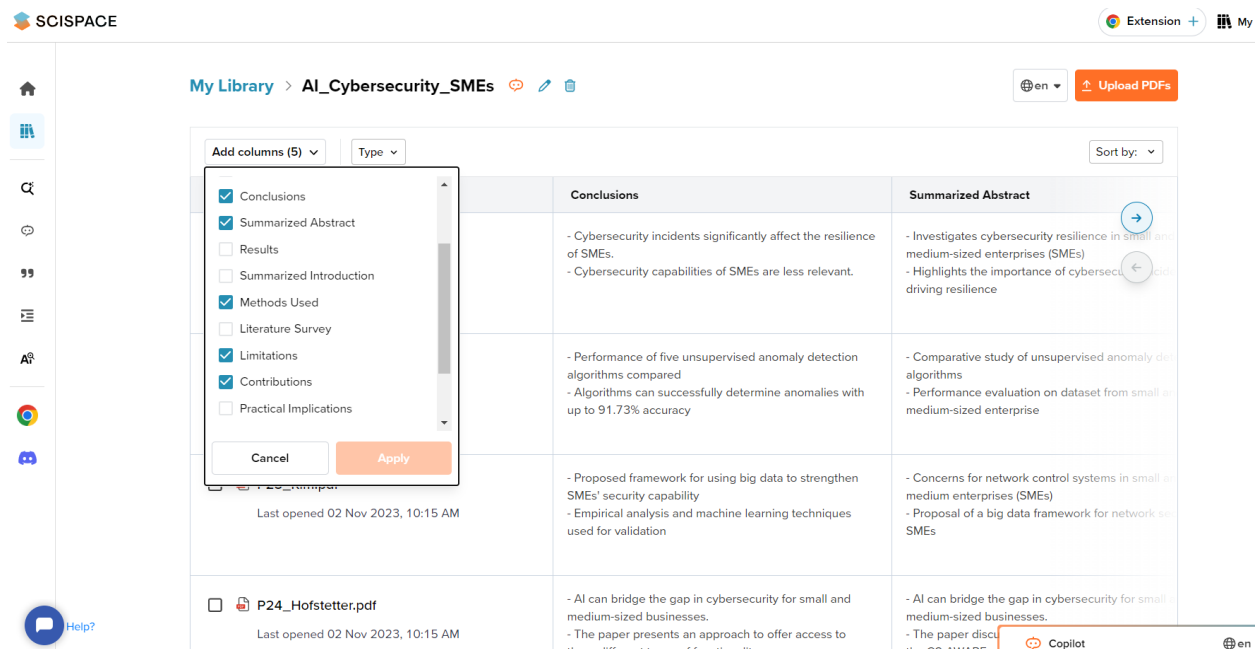 SCISPACE
Extension +
My
My Library > AI_Cybersecurity_SMEs
en
Upload PDFs
Add columns (5)
Type
Sort by:
Conclusions
Summarized Abstract
Results
Summarized Introduction
Methods Used
Literature Survey
Limitations
Contributions
Practical Implications
Cancel
Apply
Conclusions
Summarized Abstract
- Cybersecurity incidents significantly affect the resilience
of SMEs.
- Cybersecurity capabilities of SMEs are less relevant.
- Investigates cybersecurity resilience in small and
medium-sized enterprises (SMEs)
- Highlights the importance of cybersecurity
driving resilience
- Performance of five unsupervised anomaly detection
algorithms compared
- Algorithms can successfully determine anomalies with
up to 91.73% accuracy
- Comparative study of unsupervised anomaly
algorithms
- Performance evaluation on dataset from small
medium-sized enterprise
Last opened 02 Nov 2023, 10:15 AM
- Proposed framework for using big data to strengthen
SMEs' security capability
- Empirical analysis and machine learning techniques
used for validation
- Concerns for network control systems in small
medium enterprises (SMEs)
- Proposal of a big data framework for network
SMEs
P24_Hofstetter.pdf
Last opened 02 Nov 2023, 10:15 AM
- AI can bridge the gap in cybersecurity for small and
medium-sized businesses.
- The paper presents an approach to offer access to
- AI can bridge the gap in cybersecurity for small
medium-sized businesses.
- The paper
Help?
Copilot
en